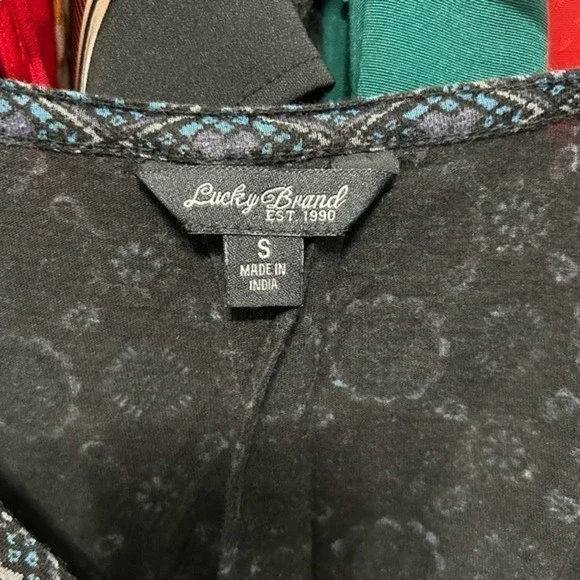 Lucky Brand
EST. 1990
S
MADE IN
INDIA